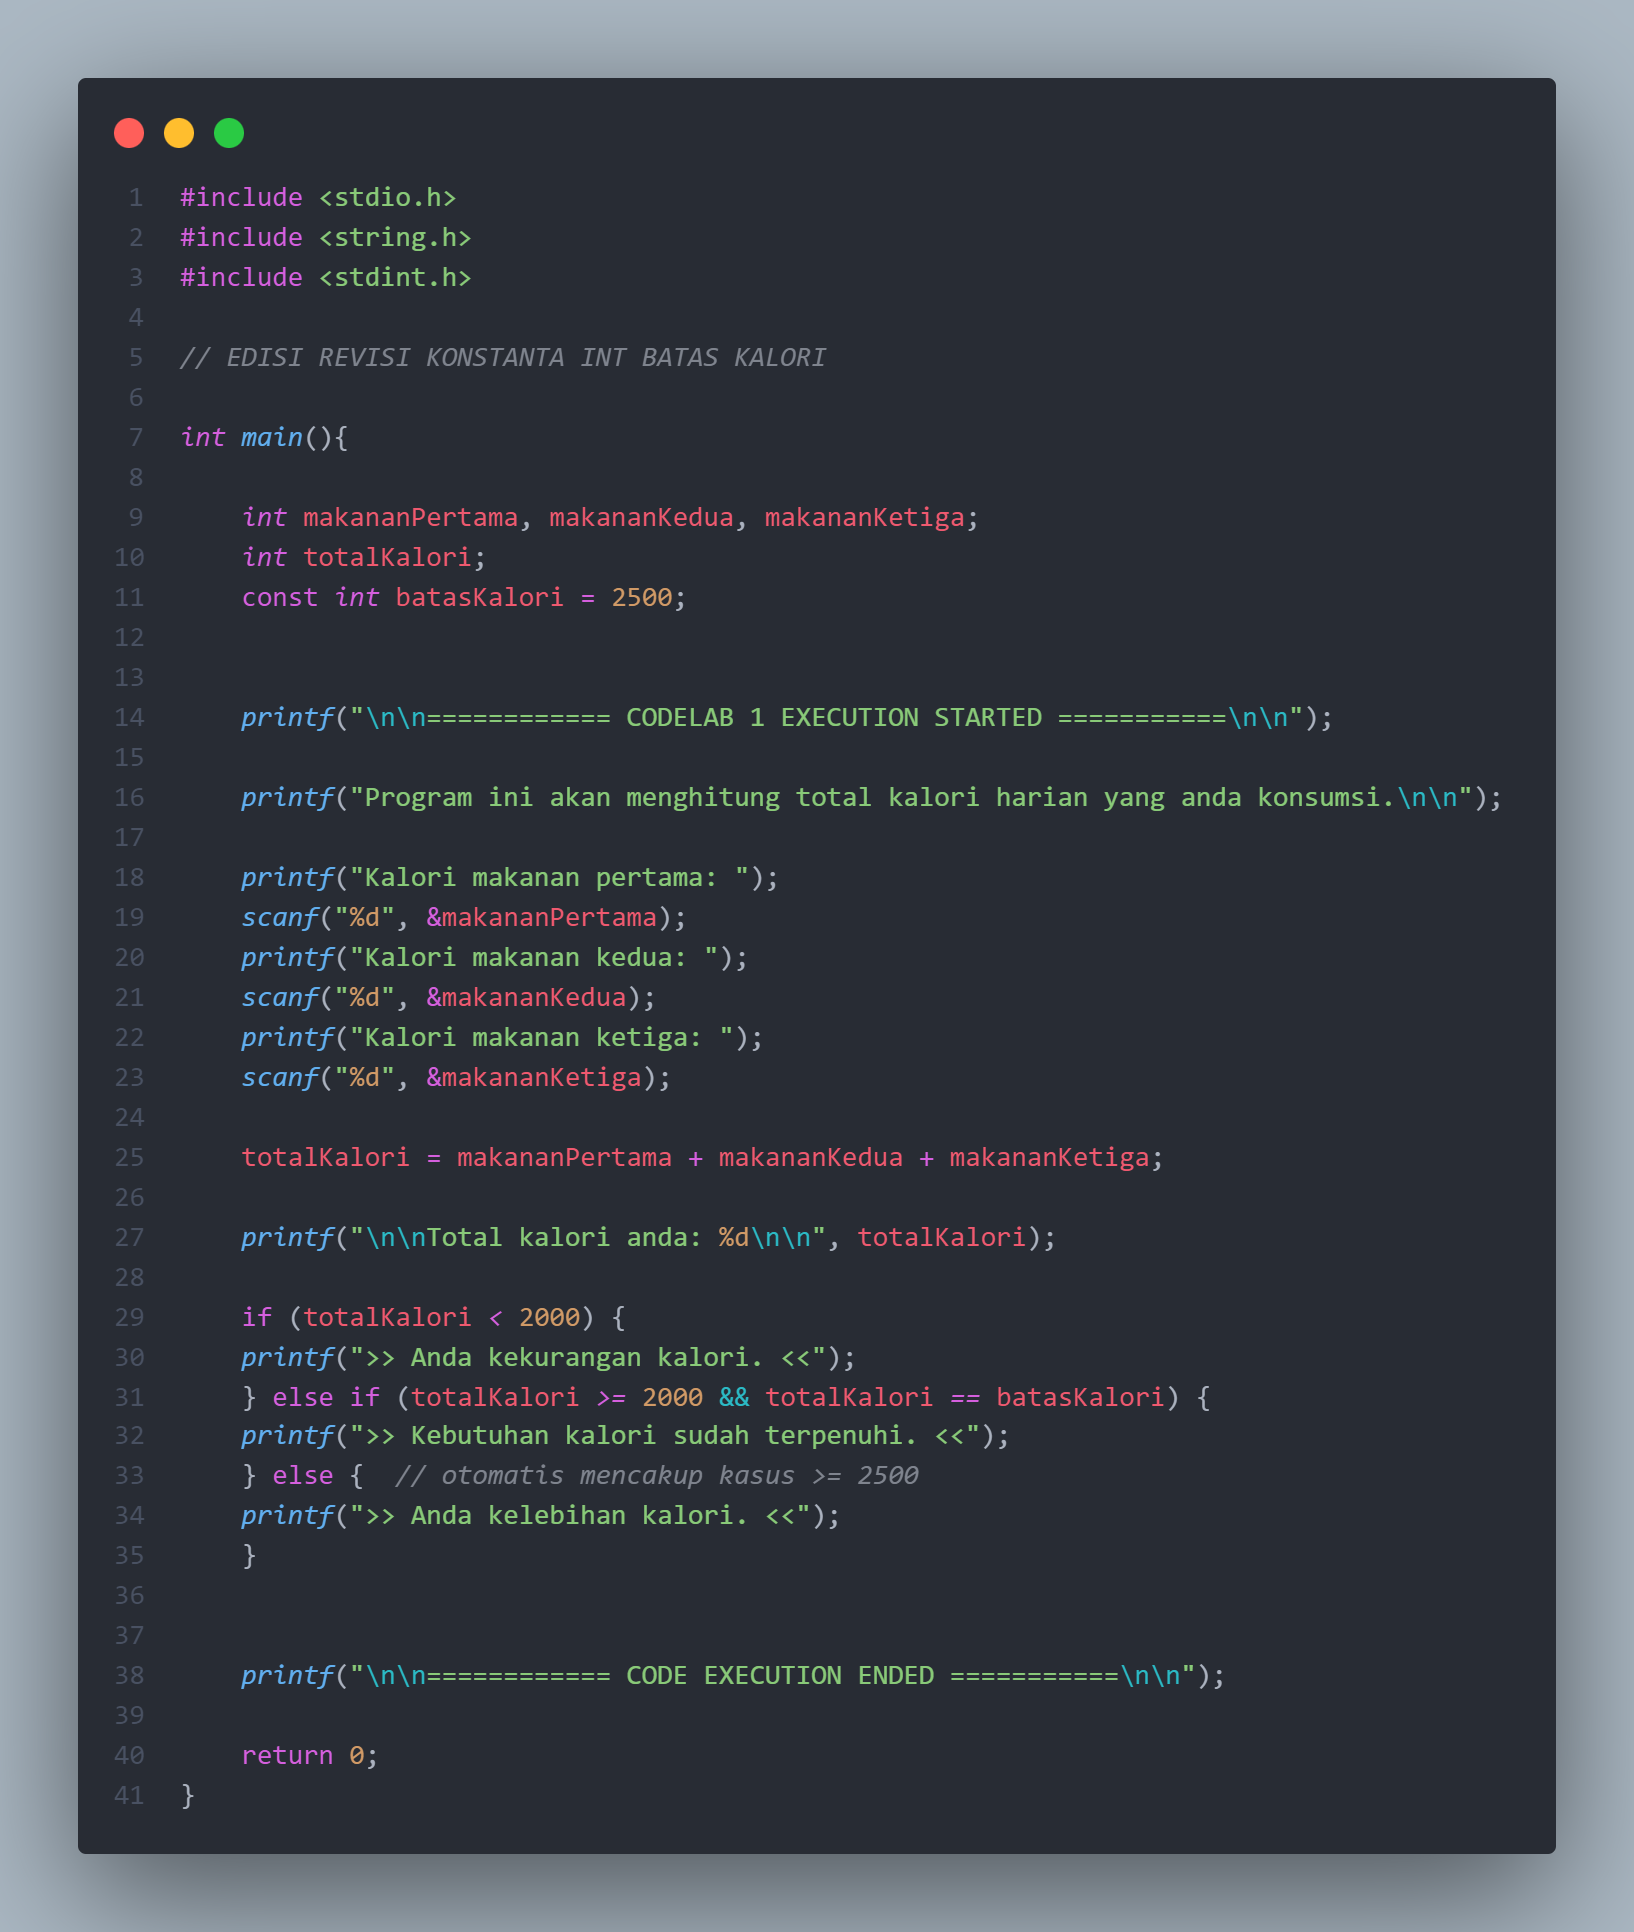 1 #include <stdio.h>
2 #include <string.h>
3 #include <stdint.h>
4
5 // EDISI REVISI KONSTANTA INT BATAS KALORI
6
7 int main(){
8
9     int makananPertama, makananKedua, makananKetiga;
10     int totalKalori;
11     const int batasKalori = 2500;
12
13
14     printf("\n\n============ CODELAB 1 EXECUTION STARTED ===========\n\n");
15
16     printf("Program ini akan menghitung total kalori harian yang anda konsumsi.\n\n");
17
18     printf("Kalori makanan pertama: ");
19     scanf("%d", &makananPertama);
20     printf("Kalori makanan kedua: ");
21     scanf("%d", &makananKedua);
22     printf("Kalori makanan ketiga: ");
23     scanf("%d", &makananKetiga);
24
25     totalKalori = makananPertama + makananKedua + makananKetiga;
26
27     printf("\n\nTotal kalori anda: %d\n\n", totalKalori);
28
29     if (totalKalori < 2000) {
30     printf(">> Anda kekurangan kalori. <<");
31     } else if (totalKalori >= 2000 && totalKalori == batasKalori) {
32     printf(">> Kebutuhan kalori sudah terpenuhi. <<");
33     } else {  // otomatis mencakup kasus >= 2500
34     printf(">> Anda kelebihan kalori. <<");
35     }
36
37
38     printf("\n\n============ CODE EXECUTION ENDED ===========\n\n");
39
40     return 0;
41 }